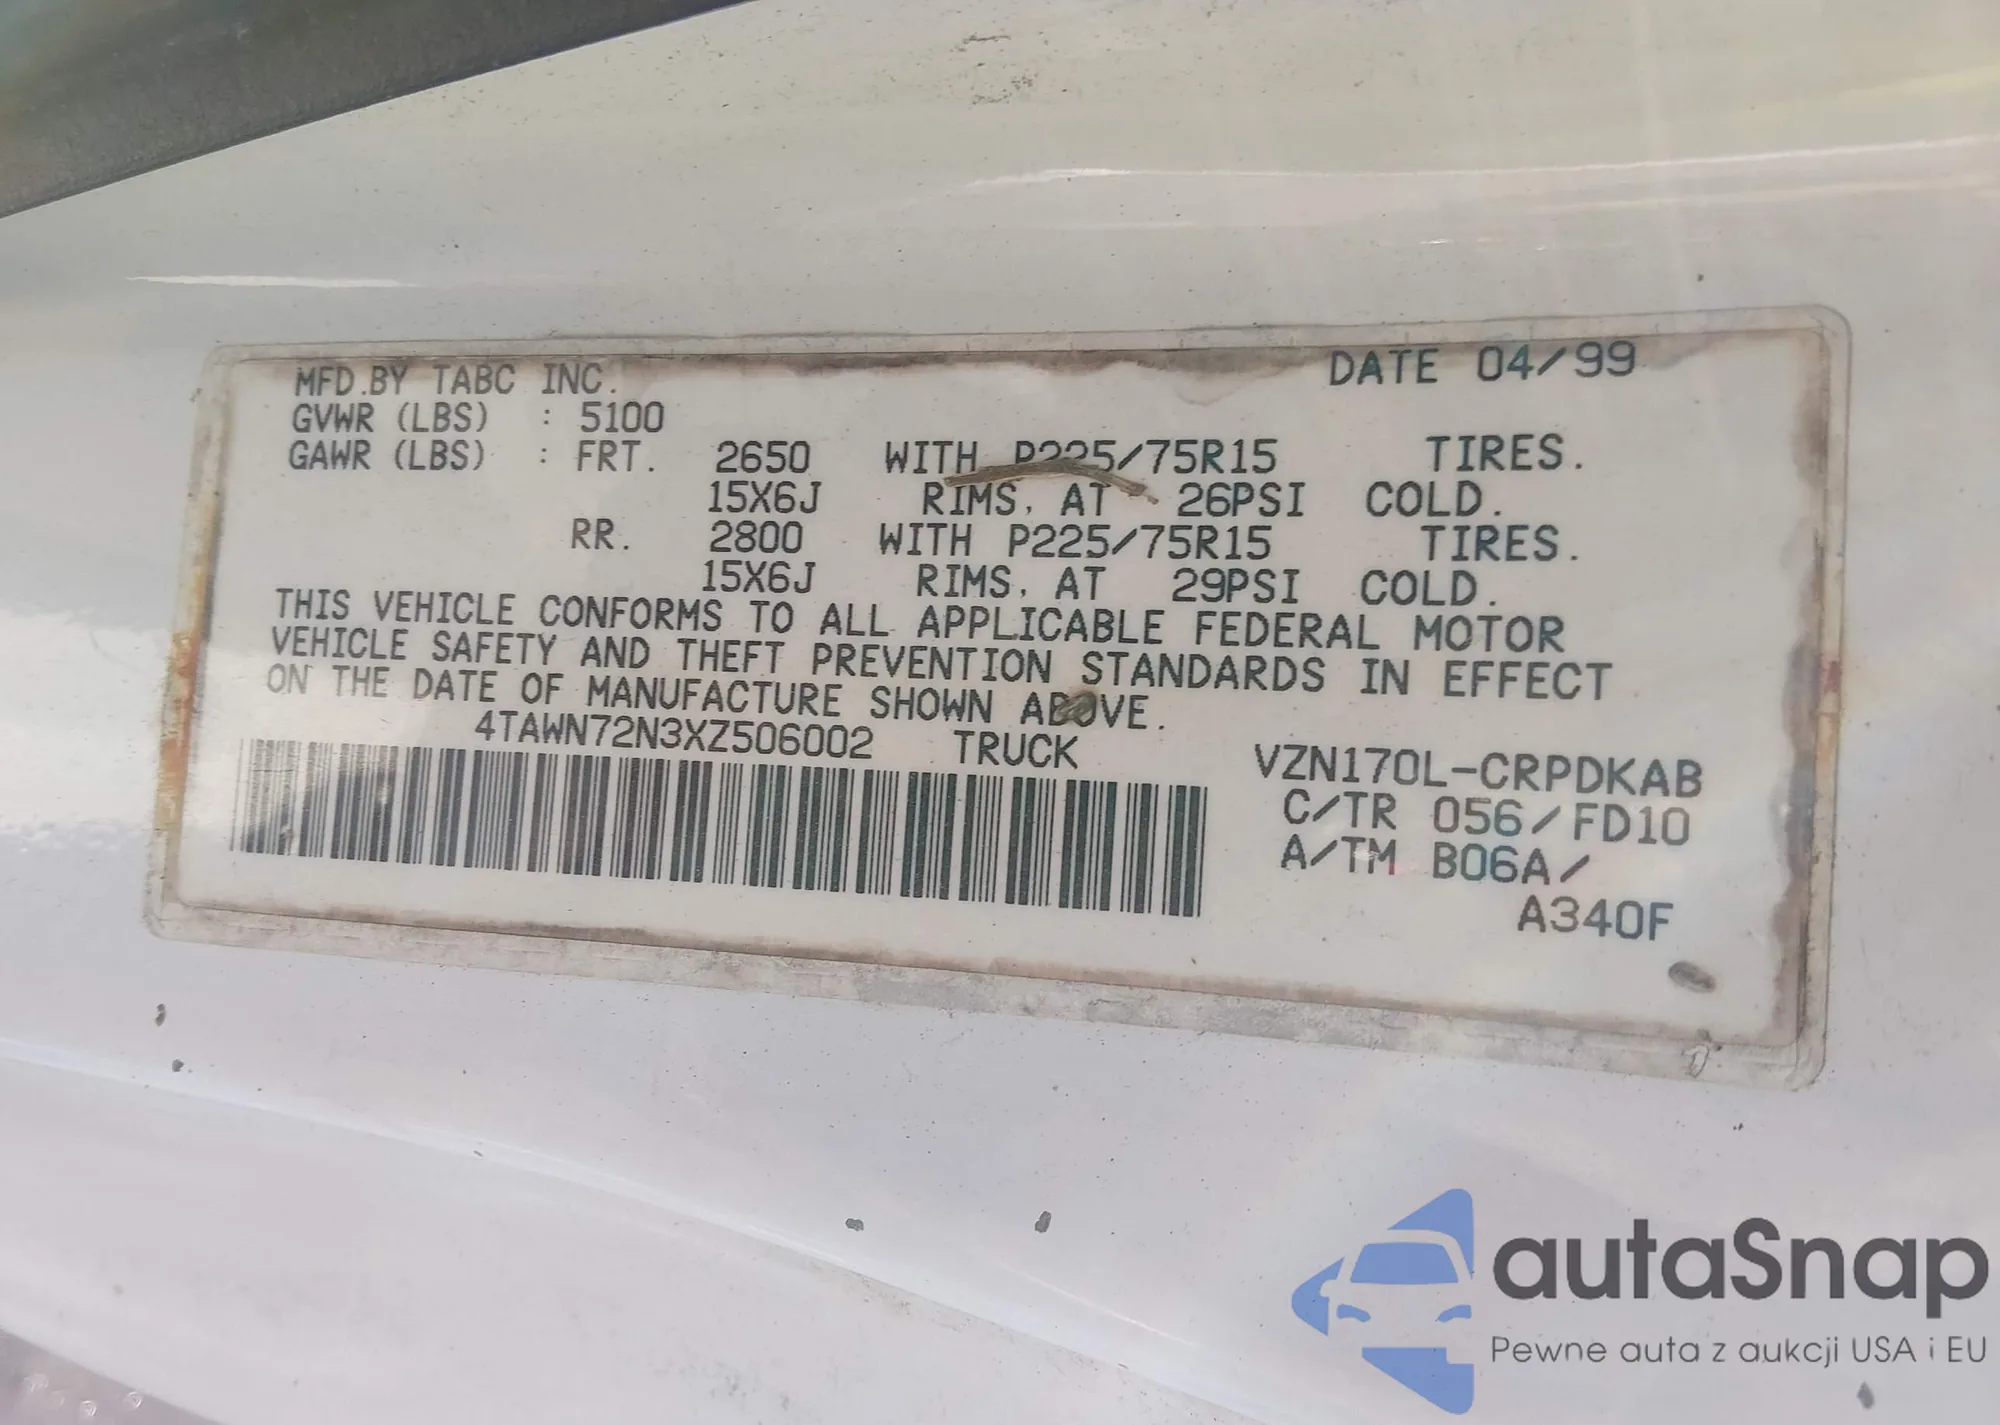 MFD.BY TABC INC. DATE 04/99
GVWR (LBS) : 5100
GAWR (LBS) : FRT. 2650 WITH P225/75R15 TIRES.
15X6J RIMS, AT 26PSI COLD.
RR. 2800 WITH P225/75R15 TIRES.
15X6J RIMS, AT 29PSI COLD.
THIS VEHICLE CONFORMS TO ALL APPLICABLE FEDERAL MOTOR
VEHICLE SAFETY AND THEFT PREVENTION STANDARDS IN EFFECT
ON THE DATE OF MANUFACTURE SHOWN ABOVE.
4TAWN72N3XZ506002 TRUCK VZN170L-CRPDKAB
C/TR 056/FD10
A/TM B06A/
A340F
autaSnap
Pewne auta z aukcji USA i EU